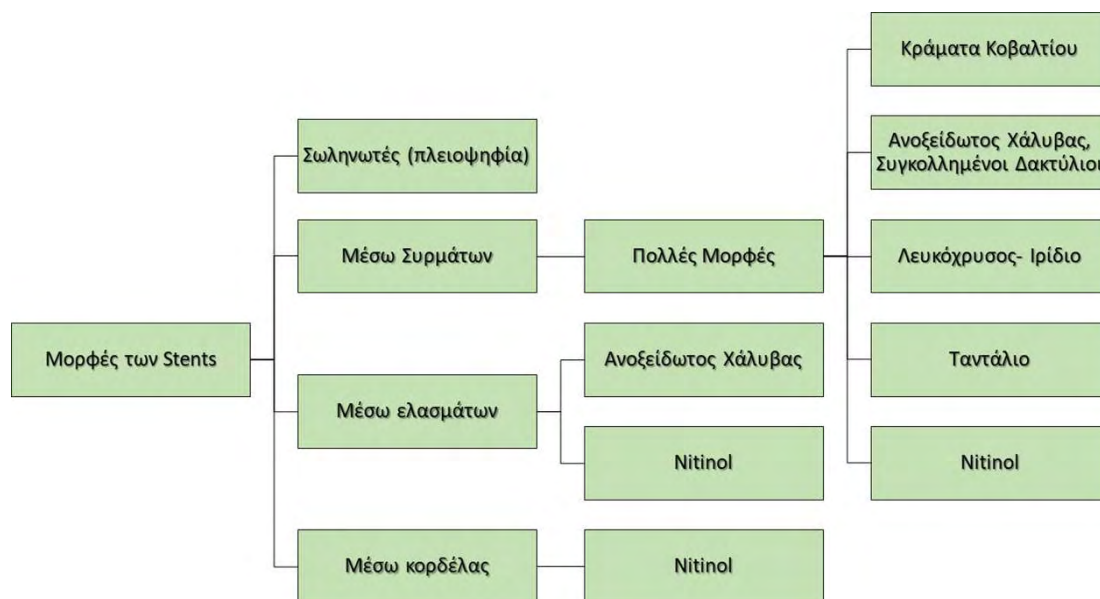 Μορφές των Stents
Σωληνωτές (πλειοψηφία)
Μέσω Συρμάτων
Πολλές Μορφές
Κράματα Κοβαλτίου
Ανοξείδωτος Χάλυβας,
Συγκολλημένοι Δακτύλιοι
Λευκόχρυσος- Ιρίδιο
Ταντάλιο
Nitinol
Μέσω ελασμάτων
Ανοξείδωτος Χάλυβας
Nitinol
Μέσω κορδέλας
Nitinol